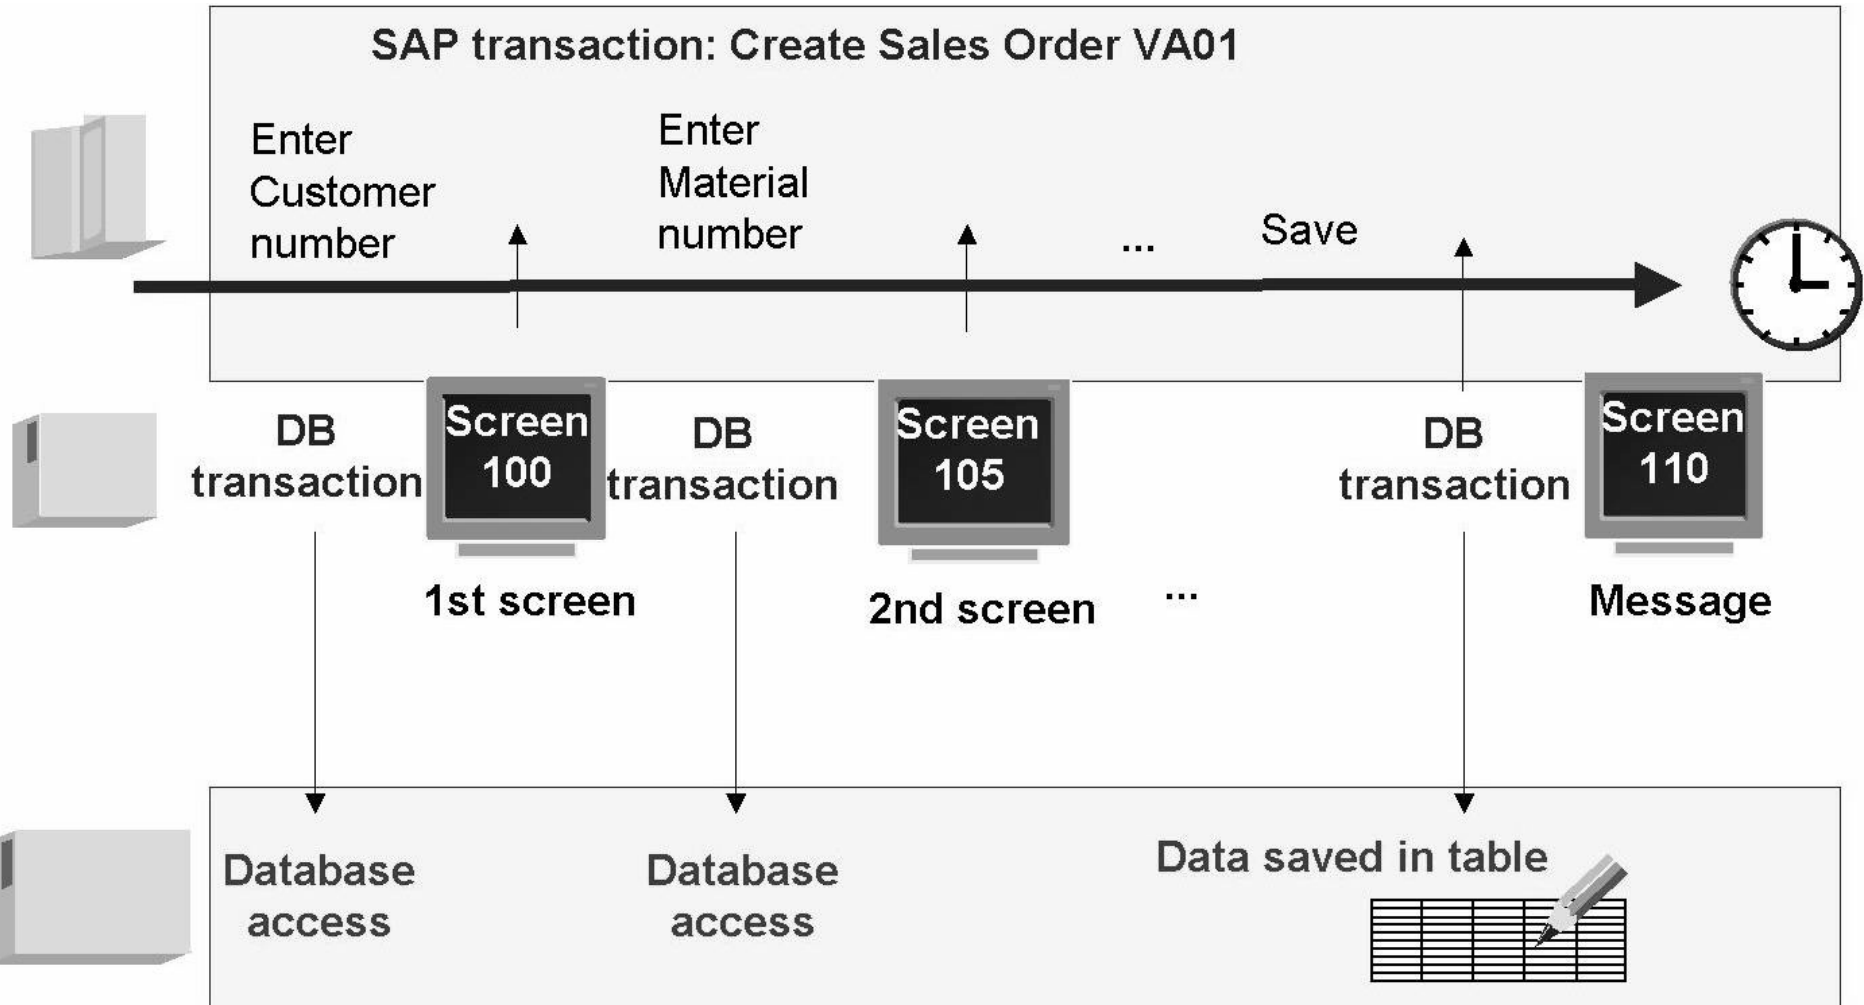 SAP transaction: Create Sales Order VA01
Enter
Customer
number
Enter
Material
number
...
Save
DB
transaction
Screen
100
DB
transaction
Screen
105
DB
transaction
Screen
110
1st screen
2nd screen
...
Message
Database
access
Database
access
Data saved in table